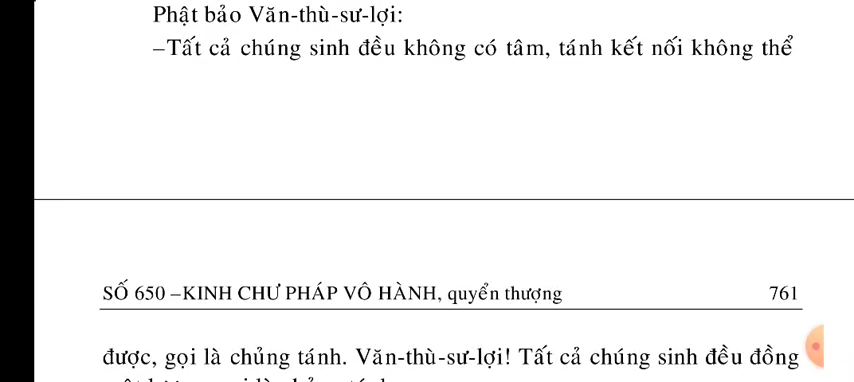 Phật bảo Văn-thù-sư-lợi:
–Tất cả chúng sinh đều không có tâm, tánh kết nối không thể
SỐ 650 –KINH CHƯ PHÁP VÔ HÀNH, quyển thượng 761
được, gọi là chủng tánh. Văn-thù-sư-lợi! Tất cả chúng sinh đều đồng